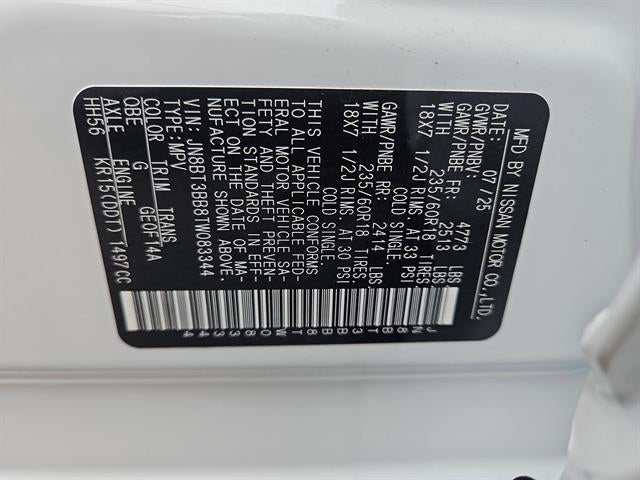 MFD BY NISSAN MOTOR CO.,LTD.
DATE: 07/25
GVWR/PNBV: 4773 LBS.
GAWR/PNBE FR: 2513 LBS.
WITH 235/60R18 TIRES,
18X7 1/2J RIMS, AT 33 PSI
COLD SINGLE
GAWR/PNBE RR: 2414 LBS.
WITH 235/60R18 TIRES,
18X7 1/2J RIMS, AT 30 PSI
COLD SINGLE
THIS VEHICLE CONFORMS
TO ALL APPLICABLE FED-
ERAL MOTOR VEHICLE SA-
FETY AND THEFT PREVEN-
TION STANDARDS IN EFF-
ECT ON THE DATE OF MA-
NUFACTURE SHOWN ABOVE.
VIN:JN8BT3BB8TW083344
TYPE:MPV
COLOR TRIM TRANS
QBE G GE0F14A
AXLE ENGINE
HH56 KR15(DDT)1497CC
JN8BT3BB8TW083344